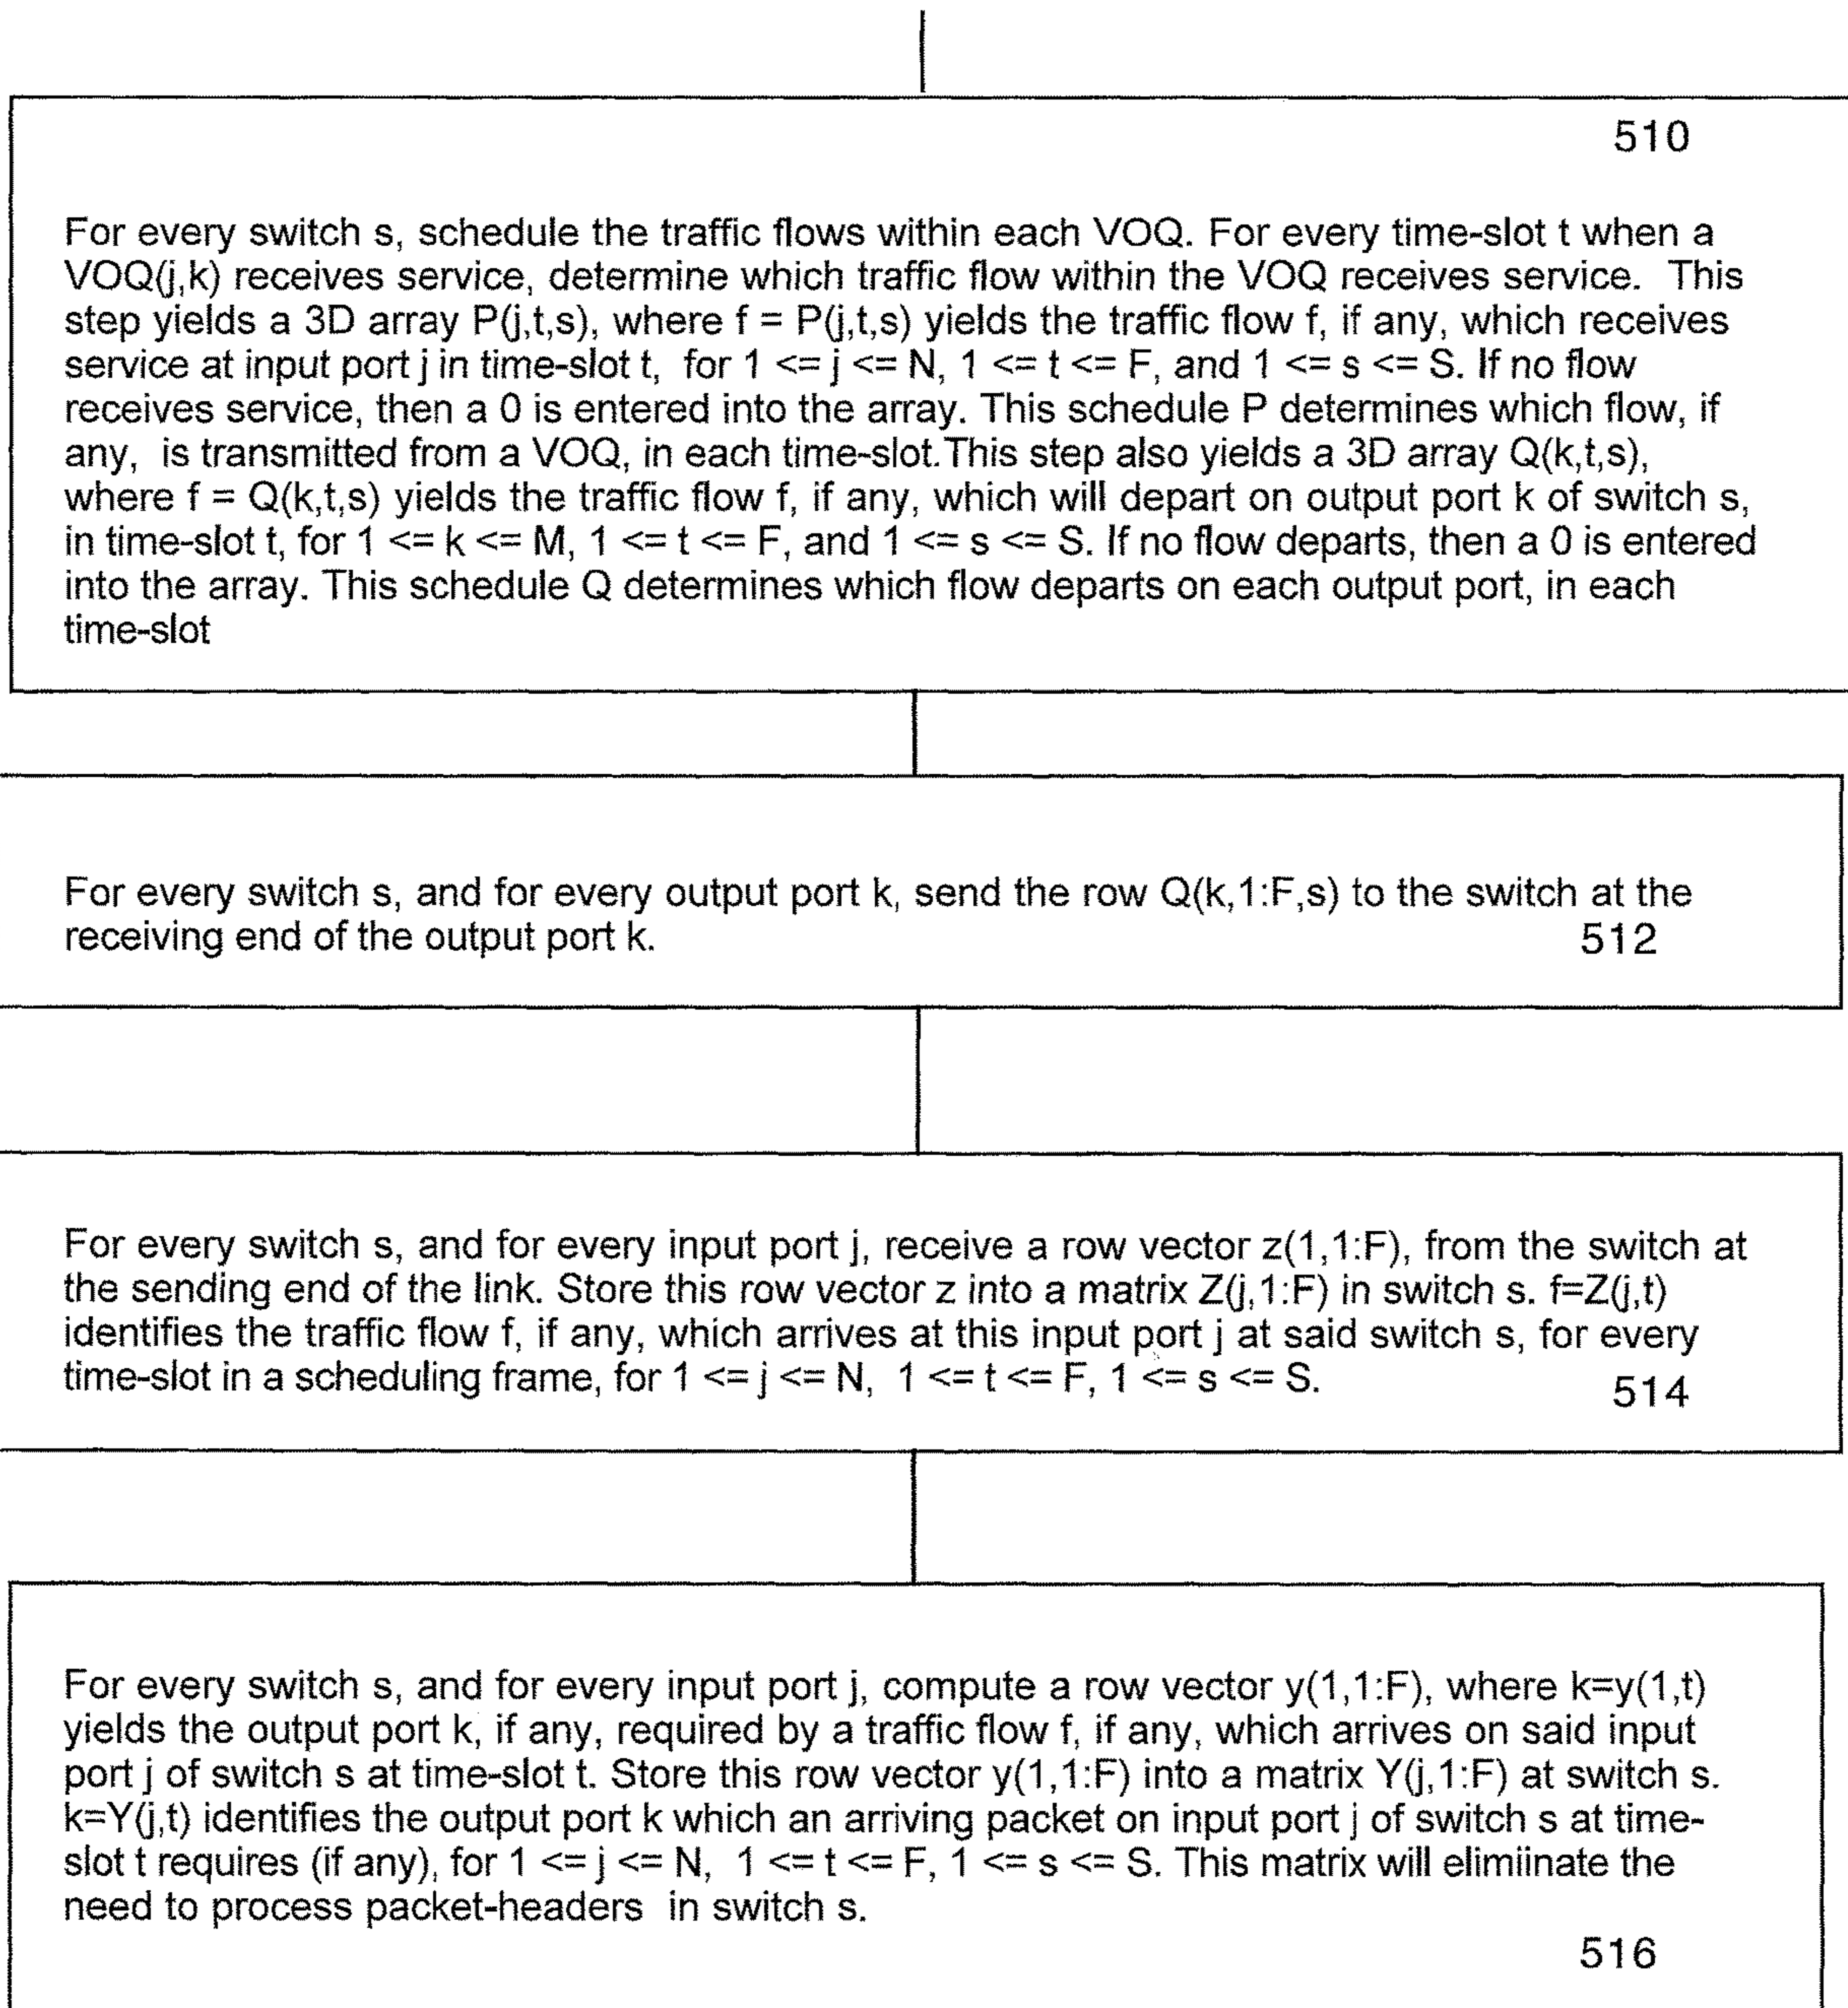 510
For every switch s, schedule the traffic flows within each VOQ. For every time-slot t when a
VOQ(j,k) receives service, determine which traffic flow within the VOQ receives service. This
step yields a 3D array P(j,t,s), where f = P(j,t,s) yields the traffic flow f, if any, which receives
service at input port j in time-slot t, for 1 <= j <= N, 1 <= t <= F, and 1 <= s <= S. If no flow
receives service, then a 0 is entered into the array. This schedule P determines which flow, if
any, is transmitted from a VOQ, in each time-slot.This step also yields a 3D array Q(k,t,s),
where f = Q(k,t,s) yields the traffic flow f, if any, which will depart on output port k of switch s,
in time-slot t, for 1 <= k <= M, 1 <= t <= F, and 1 <= s <= S. If no flow departs, then a 0 is entered
into the array. This schedule Q determines which flow departs on each output port, in each
time-slot
For every switch s, and for every output port k, send the row Q(k,1:F,s) to the switch at the
receiving end of the output port k.
512
For every switch s, and for every input port j, receive a row vector z(1,1:F), from the switch at
the sending end of the link. Store this row vector z into a matrix Z(j,1:F) in switch s. f=Z(j,t)
identifies the traffic flow f, if any, which arrives at this input port j at said switch s, for every
time-slot in a scheduling frame, for 1 <= j <= N, 1 <= t <= F, 1 <= s <= S.
514
For every switch s, and for every input port j, compute a row vector y(1,1:F), where k=y(1,t)
yields the output port k, if any, required by a traffic flow f, if any, which arrives on said input
port j of switch s at time-slot t. Store this row vector y(1,1:F) into a matrix Y(j,1:F) at switch s.
k=Y(j,t) identifies the output port k which an arriving packet on input port j of switch s at time-
slot t requires (if any), for 1 <= j <= N, 1 <= t <= F, 1 <= s <= S. This matrix will elimiinate the
need to process packet-headers in switch s.
516